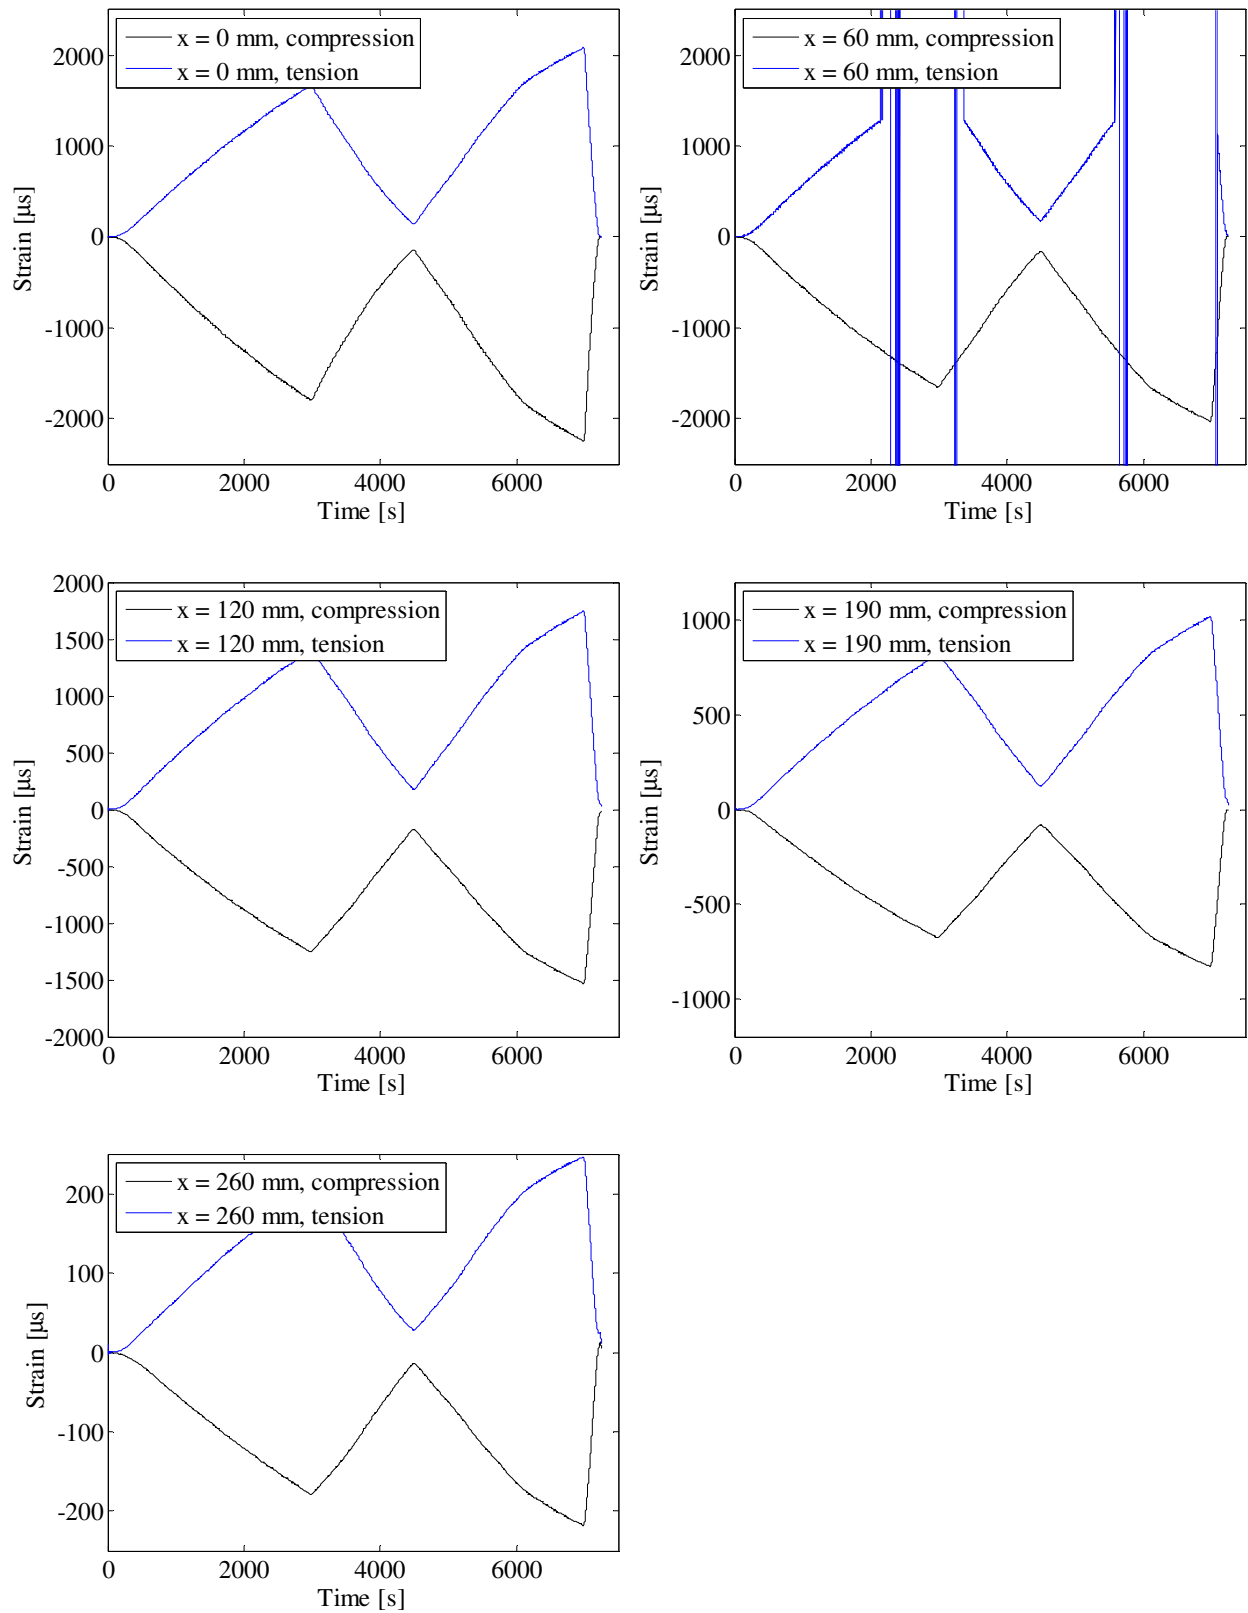 x = 0 mm, compression
x = 0 mm, tension
2000
1000
0
-1000
-2000
Strain [µs]
0 2000 4000 6000
Time [s]
x = 60 mm, compression
x = 60 mm, tension
2000
1000
0
-1000
-2000
Strain [µs]
0 2000 4000 6000
Time [s]
x = 120 mm, compression
x = 120 mm, tension
2000
1500
1000
500
0
-500
-1000
-1500
-2000
Strain [µs]
0 2000 4000 6000
Time [s]
x = 190 mm, compression
x = 190 mm, tension
1000
500
0
-500
-1000
Strain [µs]
0 2000 4000 6000
Time [s]
x = 260 mm, compression
x = 260 mm, tension
200
100
0
-100
-200
Strain [µs]
0 2000 4000 6000
Time [s]